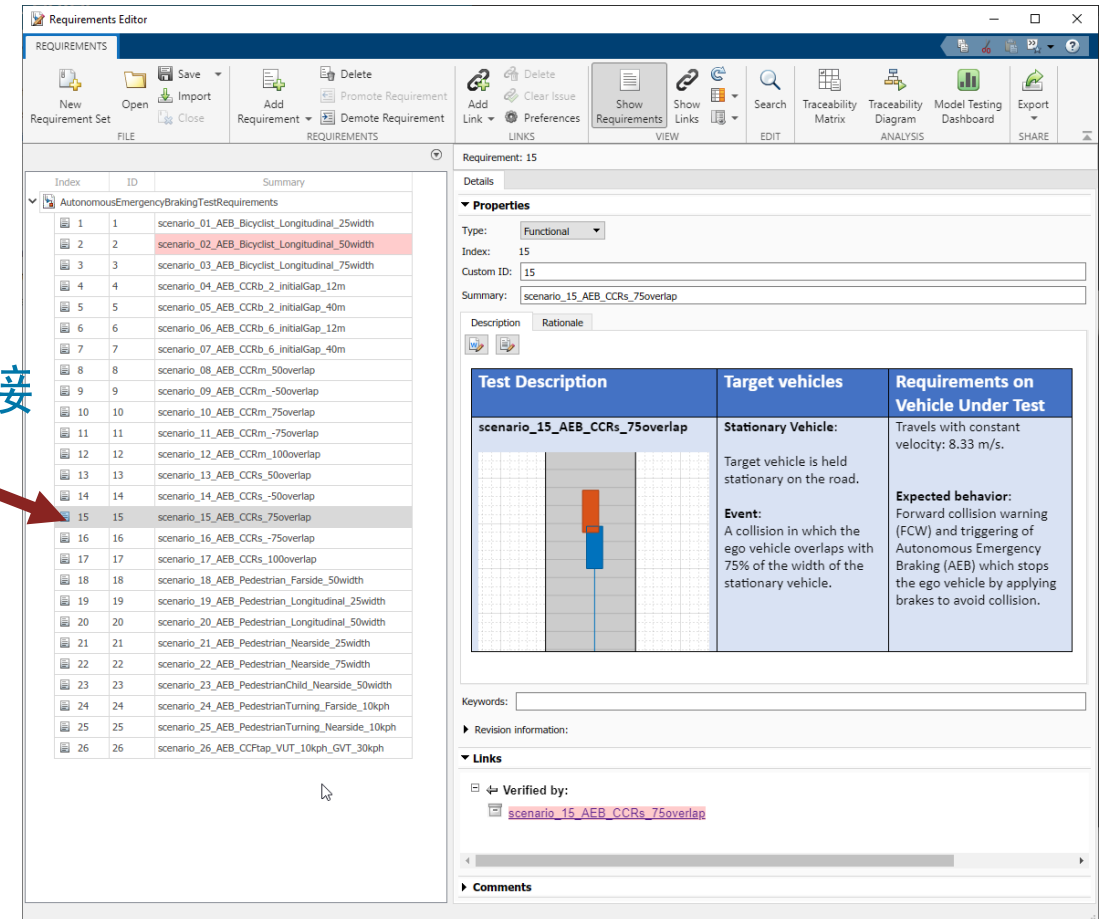 Requirements Editor
REQUIREMENTS
New Requirement Set
Open
Save
Import
Close
FILE
Add Requirement
Delete
Promote Requirement
Demote Requirement
REQUIREMENTS
Add Link
Delete
Clear Issue
Preferences
LINKS
Show Requirements
Show Links
VIEW
Search
EDIT
Traceability Matrix
Traceability Diagram
Model Testing Dashboard
ANALYSIS
Export
SHARE
Index ID Summary
AutonomousEmergencyBrakingTestRequirements
1 1 scenario_01_AEB_Bicyclist_Longitudinal_25width
2 2 scenario_02_AEB_Bicyclist_Longitudinal_50width
3 3 scenario_03_AEB_Bicyclist_Longitudinal_75width
4 4 scenario_04_AEB_CCRb_2_initialGap_12m
5 5 scenario_05_AEB_CCRb_2_initialGap_40m
6 6 scenario_06_AEB_CCRb_6_initialGap_12m
7 7 scenario_07_AEB_CCRb_6_initialGap_40m
8 8 scenario_08_AEB_CCRm_50overlap
9 9 scenario_09_AEB_CCRm_-50overlap
10 10 scenario_10_AEB_CCRm_75overlap
11 11 scenario_11_AEB_CCRm_-75overlap
12 12 scenario_12_AEB_CCRm_100overlap
13 13 scenario_13_AEB_CCRs_50overlap
14 14 scenario_14_AEB_CCRs_-50overlap
15 15 scenario_15_AEB_CCRs_75overlap
16 16 scenario_16_AEB_CCRs_-75overlap
17 17 scenario_17_AEB_CCRs_100overlap
18 18 scenario_18_AEB_Pedestrian_Farside_50width
19 19 scenario_19_AEB_Pedestrian_Longitudinal_25width
20 20 scenario_20_AEB_Pedestrian_Longitudinal_50width
21 21 scenario_21_AEB_Pedestrian_Nearside_25width
22 22 scenario_22_AEB_Pedestrian_Nearside_75width
23 23 scenario_23_AEB_PedestrianChild_Nearside_50width
24 24 scenario_24_AEB_PedestrianTurning_Farside_10kph
25 25 scenario_25_AEB_PedestrianTurning_Nearside_10kph
26 26 scenario_26_AEB_CCFtap_VUT_10kph_GVT_30kph
Requirement: 15
Details
Properties
Type: Functional
Index: 15
Custom ID: 15
Summary: scenario_15_AEB_CCRs_75overlap
Description Rationale
Test Description
scenario_15_AEB_CCRs_75overlap
Target vehicles
Stationary Vehicle:
Target vehicle is held
stationary on the road.
Event:
A collision in which the
ego vehicle overlaps with
75% of the width of the
stationary vehicle.
Requirements on
Vehicle Under Test
Travels with constant
velocity: 8.33 m/s.
Expected behavior:
Forward collision warning
(FCW) and triggering of
Autonomous Emergency
Braking (AEB) which stops
the ego vehicle by applying
brakes to avoid collision.
Keywords:
Revision information:
Links
Verified by:
scenario_15_AEB_CCRs_75overlap
Comments